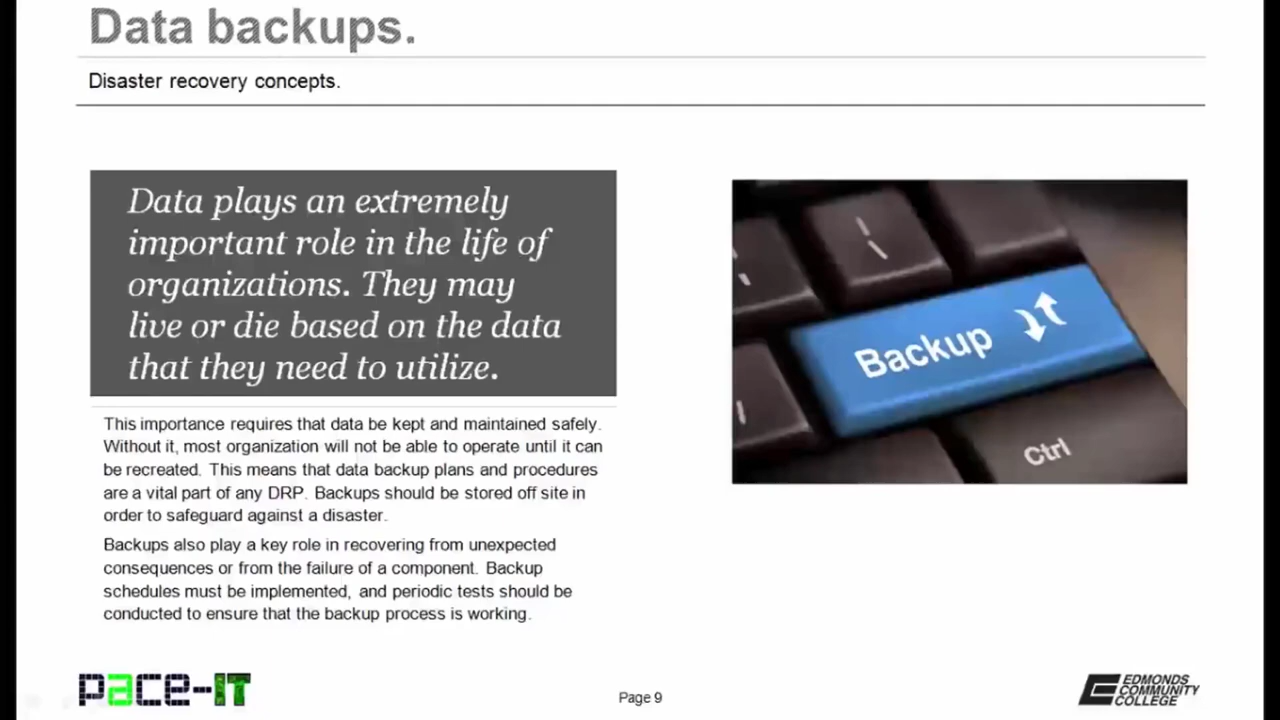 Data backups.
Disaster recovery concepts.
Data plays an extremely
important role in the life of
organizations. They may
live or die based on the data
that they need to utilize.
This importance requires that data be kept and maintained safely.
Without it, most organization will not be able to operate until it can
be recreated. This means that data backup plans and procedures
are a vital part of any DRP. Backups should be stored off site in
order to safeguard against a disaster.
Backups also play a key role in recovering from unexpected
consequences or from the failure of a component. Backup
schedules must be implemented, and periodic tests should be
conducted to ensure that the backup process is working.
Backup
Ctrl
pace-IT
Page 9
EDMONDS
COMMUNITY
COLLEGE